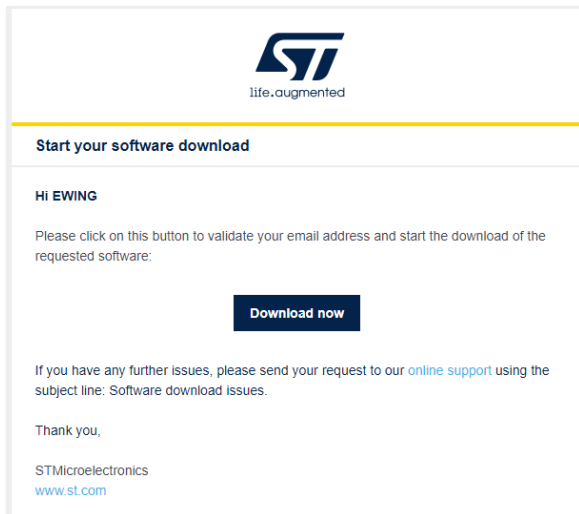 ST
life.augmented
Start your software download
Hi EWING
Please click on this button to validate your email address and start the download of the
requested software:
Download now
If you have any further issues, please send your request to our online support using the
subject line: Software download issues.
Thank you,
STMicroelectronics
www.st.com